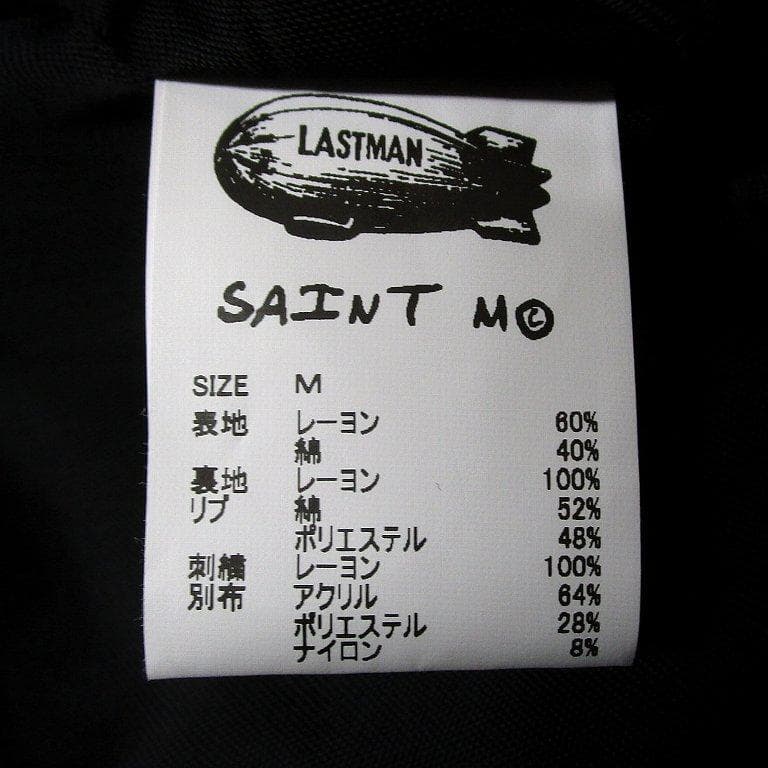 LASTMAN
SAINT M©
SIZE M
表地 レーヨン 60%
綿 40%
裏地 レーヨン 100%
リブ 綿 52%
ポリエステル 48%
刺繍 レーヨン 100%
別布 アクリル 64%
ポリエステル 28%
ナイロン 8%